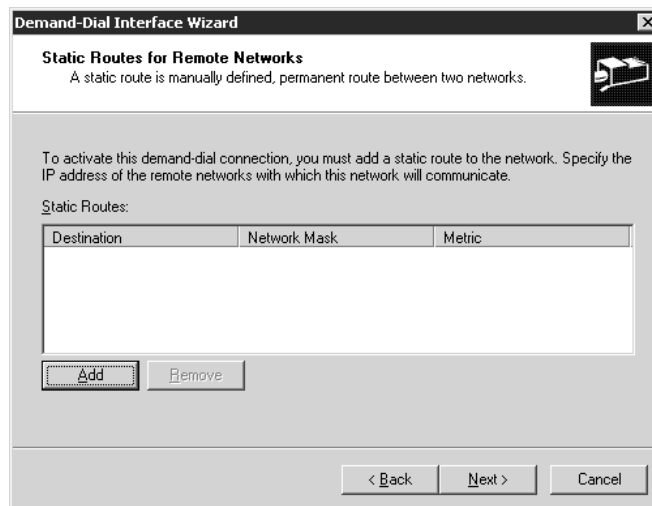 Demand-Dial Interface Wizard
Static Routes for Remote Networks
A static route is manually defined, permanent route between two networks.
To activate this demand-dial connection, you must add a static route to the network. Specify the
IP address of the remote networks with which this network will communicate.
Static Routes:
Destination Network Mask Metric
Add Remove
< Back Next > Cancel